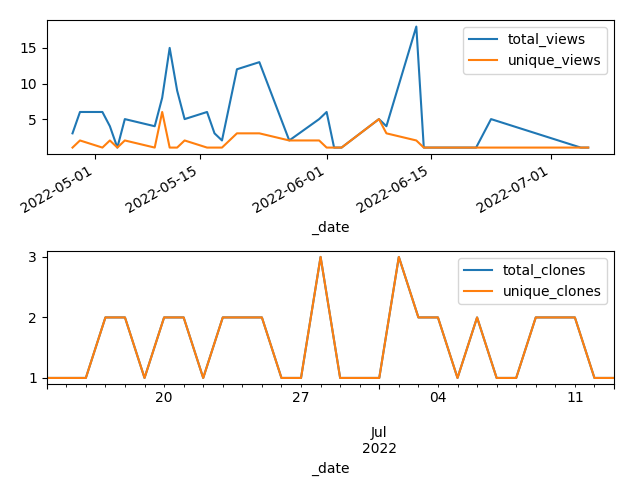 15
10
5
total_views
unique_views
2022-05-01
2022-05-15
2022-06-01
2022-06-15
2022-07-01
_date
3
2
1
total_clones
unique_clones
20
27
04
11
Jul
2022
_date